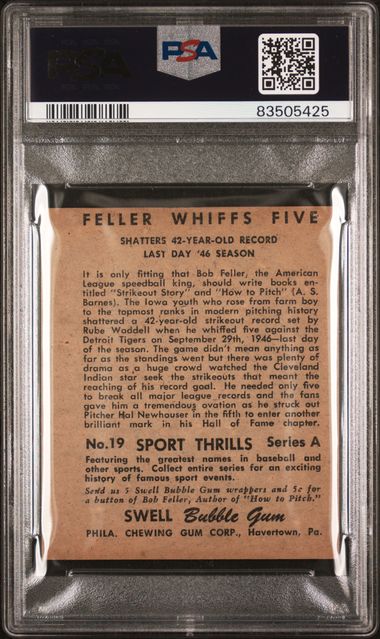 PSA
PSA
83505425
FELLER WHIFFS FIVE
SHATTERS 42-YEAR-OLD RECORD
LAST DAY '46 SEASON
It is only fitting that Bob Feller, the American
League speedball king, should write books en-
titled "Strikeout Story" and "How to Pitch" (A. S.
Barnes). The Iowa youth who rose from farm boy
to the topmost ranks in modern pitching history
shattered a 42-year-old strikeout record set by
Rube Waddell when he whiffed five against the
Detroit Tigers on September 29th, 1946—last day
of the season. The game didn't mean anything as
far as the standings went but there was plenty of
drama as a huge crowd watched the Cleveland
Indian star seek the strikeouts that meant the
reaching of his record goal. He needed only five
to break all major league records and the fans
gave him a tremendous ovation as he struck out
Pitcher Hal Newhouser in the fifth to enter another
brilliant mark in his Hall of Fame chapter.
No. 19 SPORT THRILLS Series A
Featuring the greatest names in baseball and
other sports. Collect entire series for an exciting
history of famous sport events.
Send us 5 Swell Bubble Gum wrappers and 5c for
a button of Bob Feller, Author of "How to Pitch."
SWELL Bubble Gum
PHILA. CHEWING GUM CORP., Havertown, Pa.